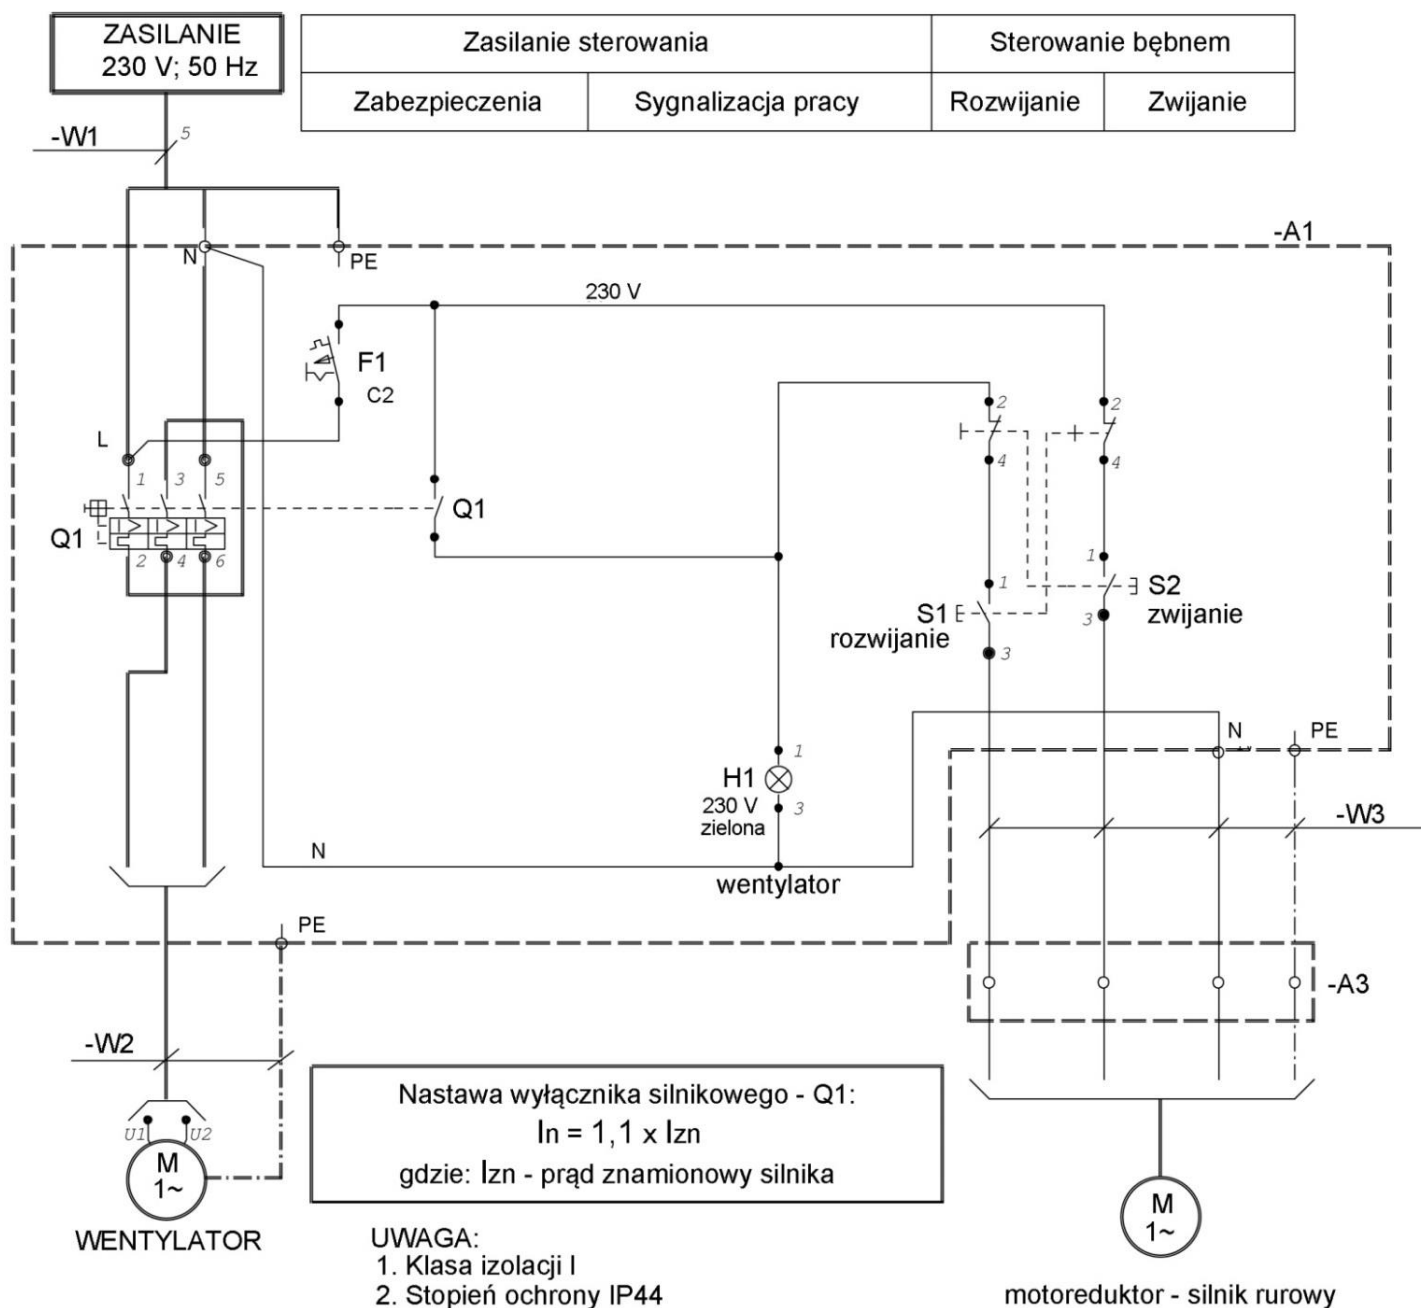 ZASILANIE
230 V; 50 Hz
Zasilanie sterowania
Sterowanie bębnem
Zabezpieczenia
Sygnalizacja pracy
Rozwijanie
Zwijanie
-W1
5
-A1
N
PE
230 V
F1
C2
L
2
2
4
4
1
3
5
Q1
Q1
2
4
6
1
1
S2
zwijanie
S1
rozwijanie
3
3
N
PE
1
H1
230 V
zielona
3
-W3
N
wentylator
PE
-A3
-W2
U1
U2
M
1~
WENTYLATOR
Nastawa wyłącznika silnikowego - Q1:
In = 1,1 x Izn
gdzie: Izn - prąd znamionowy silnika
UWAGA:
1. Klasa izolacji I
2. Stopień ochrony IP44
M
1~
motoreduktor - silnik rurowy